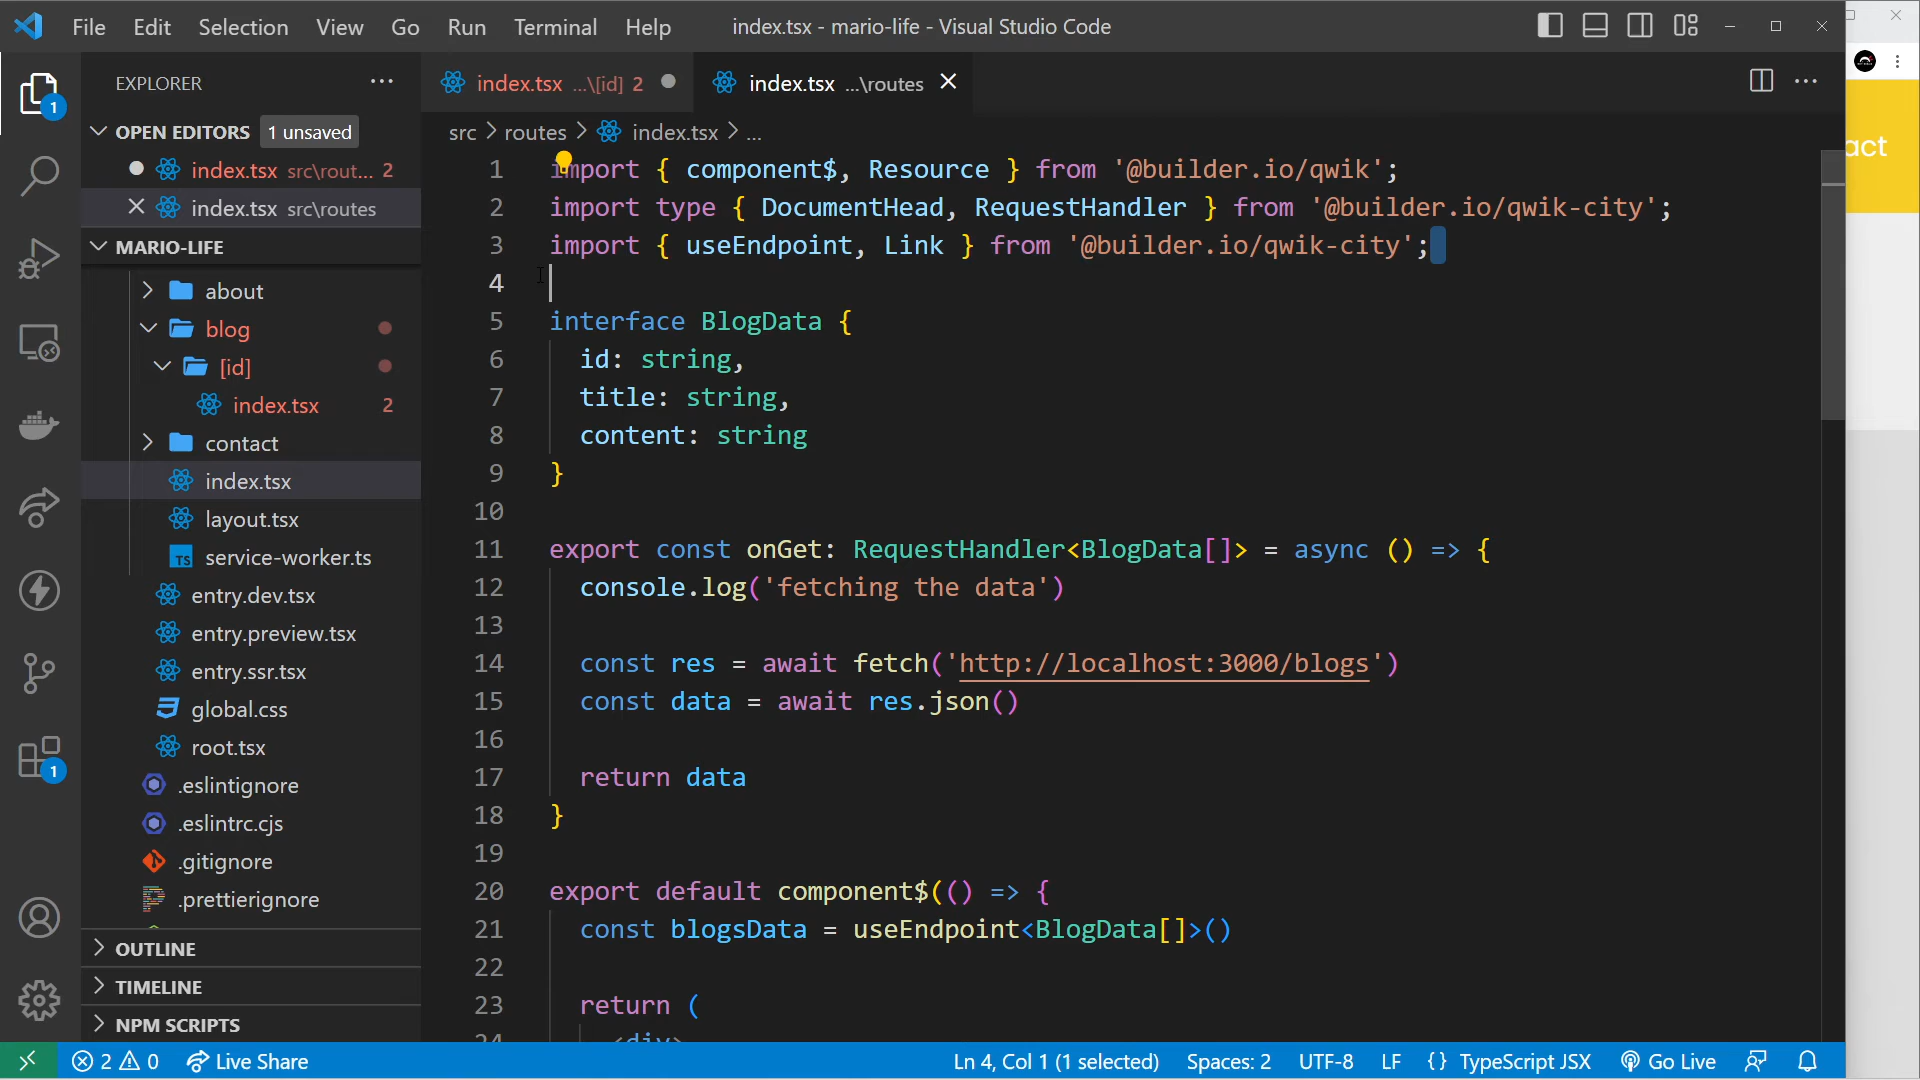 File Edit Selection View Go Run Terminal Help index.tsx - mario-life - Visual Studio Code
EXPLORER
index.tsx ...\[id] 2
index.tsx ...\routes
act
OPEN EDITORS 1 unsaved
src routes index.tsx ...
index.tsx src\rout... 2
index.tsx src\routes
MARIO-LIFE
about
blog
[id]
index.tsx 2
contact
index.tsx
layout.tsx
service-worker.ts
entry.dev.tsx
entry.preview.tsx
entry.ssr.tsx
global.css
root.tsx
.eslintignore
.eslintrc.cjs
.gitignore
.prettierignore
OUTLINE
TIMELINE
NPM SCRIPTS
1
1
TS
1 import { component$, Resource } from '@builder.io/qwik';
2 import type { DocumentHead, RequestHandler } from '@builder.io/qwik-city';
3 import { useEndpoint, Link } from '@builder.io/qwik-city';
4
5 interface BlogData {
6 id: string,
7 title: string,
8 content: string
9 }
10
11 export const onGet: RequestHandler<BlogData[]> = async () => {
12 console.log('fetching the data')
13
14 const res = await fetch('http://localhost:3000/blogs')
15 const data = await res.json()
16
17 return data
18 }
19
20 export default component$(() => {
21 const blogsData = useEndpoint<BlogData[]>()
22
23 return (
24 <div>
2 0 Live Share Ln 4, Col 1 (1 selected) Spaces: 2 UTF-8 LF {} TypeScript JSX Go Live